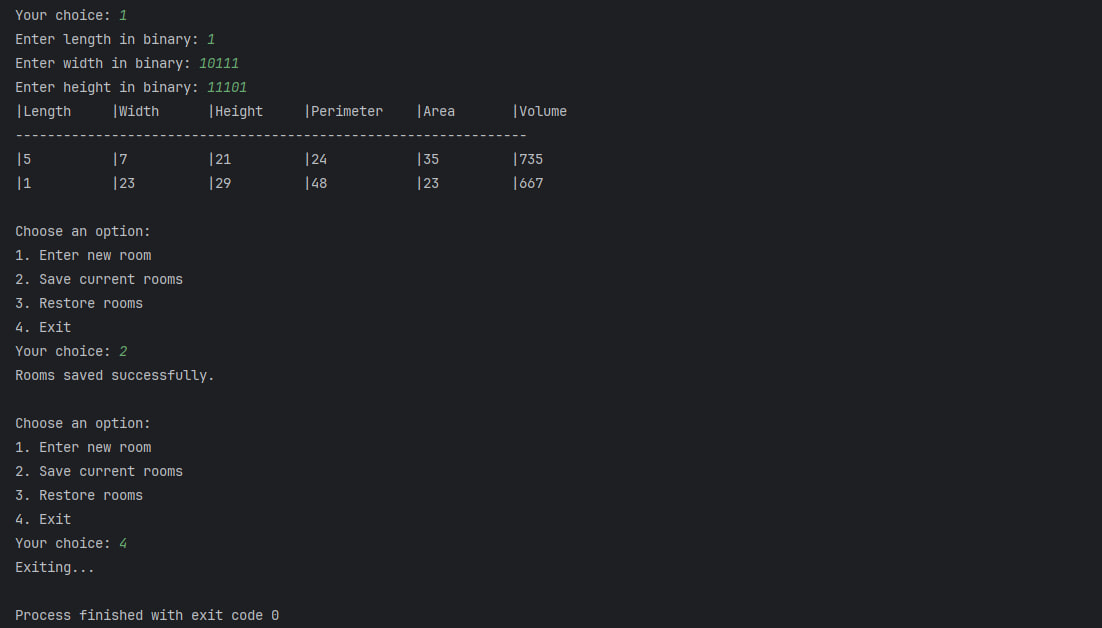 Your choice: 1
Enter length in binary: 1
Enter width in binary: 10111
Enter height in binary: 11101
|Length     |Width      |Height     |Perimeter    |Area       |Volume
----------------------------------------------------------------
|5          |7          |21         |24           |35         |735
|1          |23         |29         |48           |23         |667
Choose an option:
1. Enter new room
2. Save current rooms
3. Restore rooms
4. Exit
Your choice: 2
Rooms saved successfully.
Choose an option:
1. Enter new room
2. Save current rooms
3. Restore rooms
4. Exit
Your choice: 4
Exiting...
Process finished with exit code 0